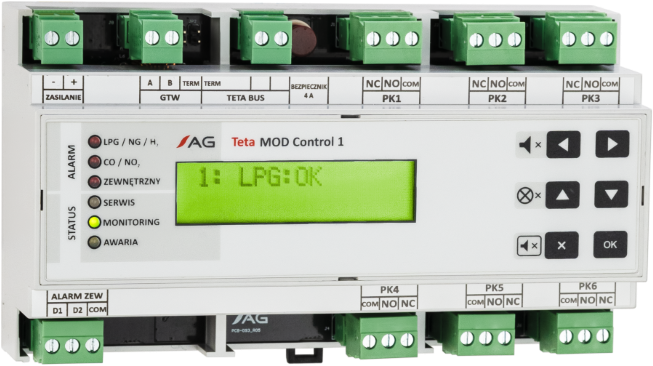 - +
ZASILANIE
A B TERM
GTW
TERM
TETA BUS
BEZPIECZNIK
4 A
NC NO COM
PK1
NC NO COM
PK2
NC NO COM
PK3
ALARM
LPG / NG / H₂
CO / NO₂
ZEWNĘTRZNY
STATUS
SERWIS
MONITORING
AWARIA
AG Teta MOD Control 1
1: LPG:OK
×
×
×
×
OK
ALARM ZEW
D1 D2 COM
AG
PK4
COM NO NC
PK5
COM NO NC
PK6
COM NO NC